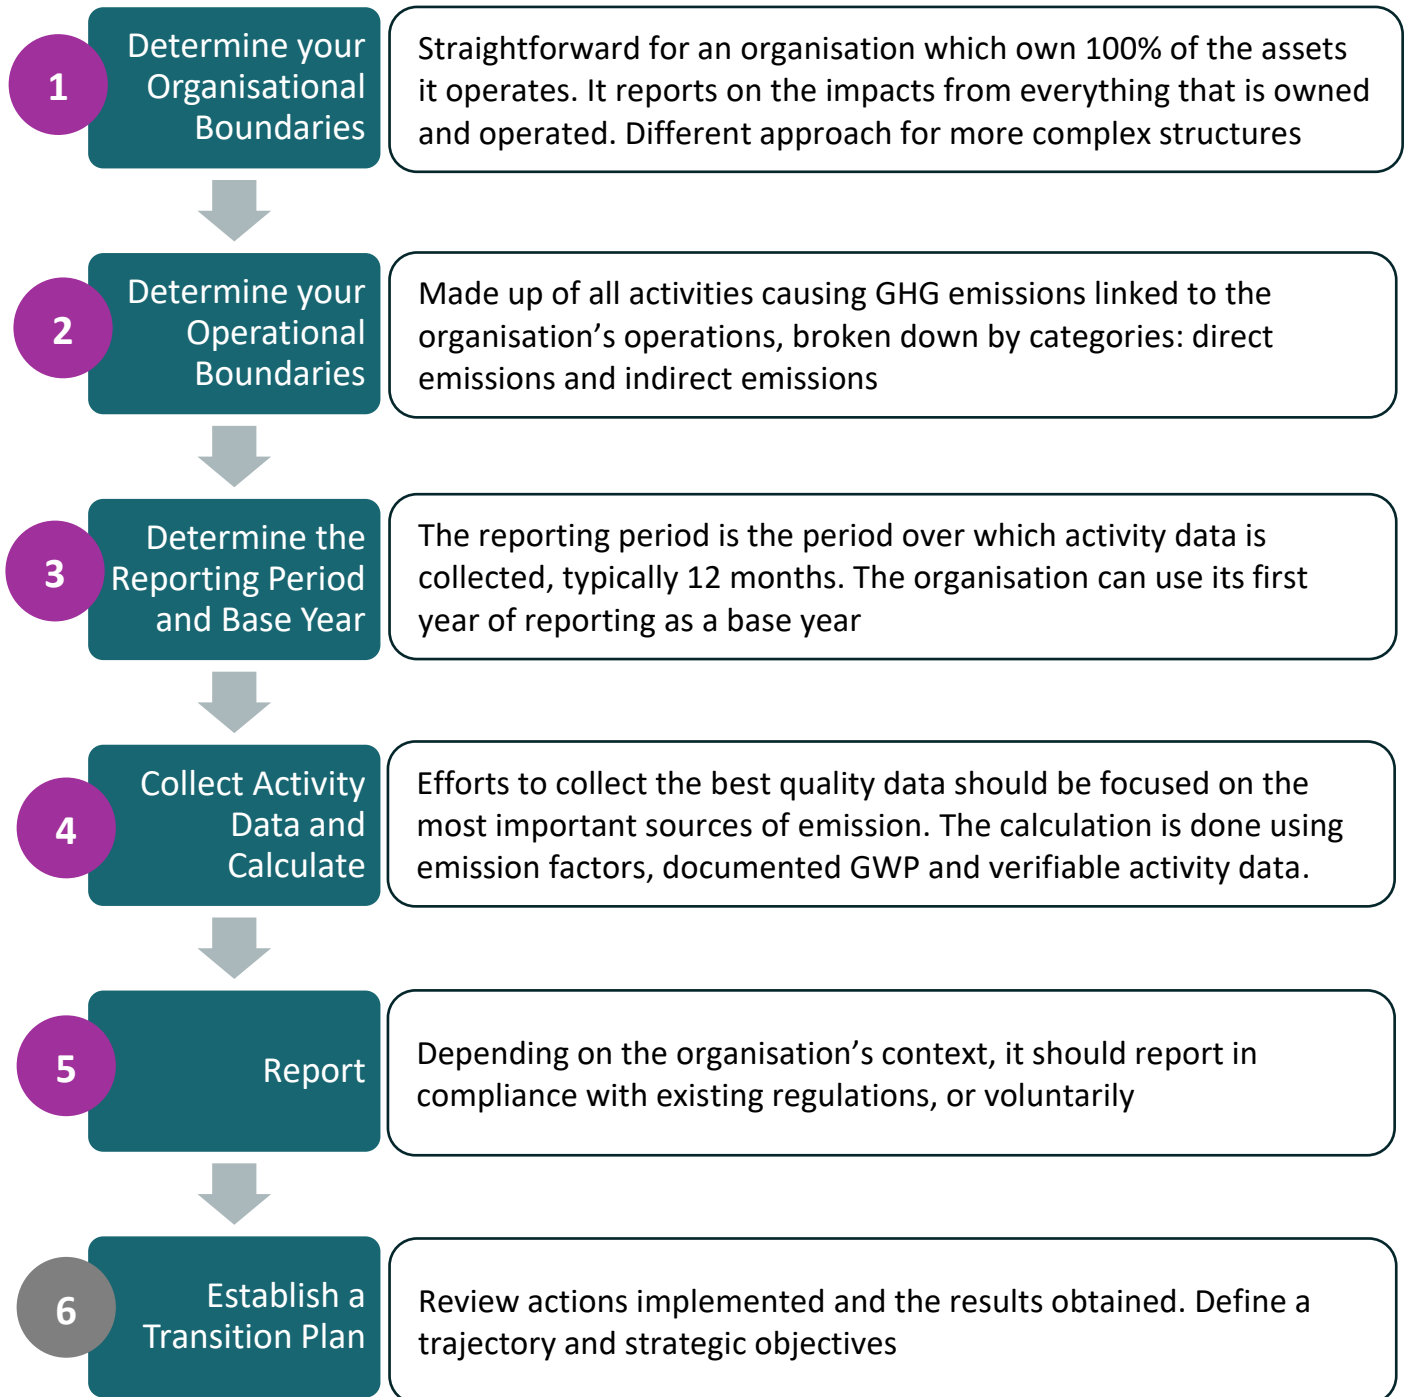 1
Determine your
Organisational
Boundaries
Straightforward for an organisation which own 100% of the assets
it operates. It reports on the impacts from everything that is owned
and operated. Different approach for more complex structures
2
Determine your
Operational
Boundaries
Made up of all activities causing GHG emissions linked to the
organisation’s operations, broken down by categories: direct
emissions and indirect emissions
3
Determine the
Reporting Period
and Base Year
The reporting period is the period over which activity data is
collected, typically 12 months. The organisation can use its first
year of reporting as a base year
4
Collect Activity
Data and
Calculate
Efforts to collect the best quality data should be focused on the
most important sources of emission. The calculation is done using
emission factors, documented GWP and verifiable activity data.
5
Report
Depending on the organisation’s context, it should report in
compliance with existing regulations, or voluntarily
6
Establish a
Transition Plan
Review actions implemented and the results obtained. Define a
trajectory and strategic objectives